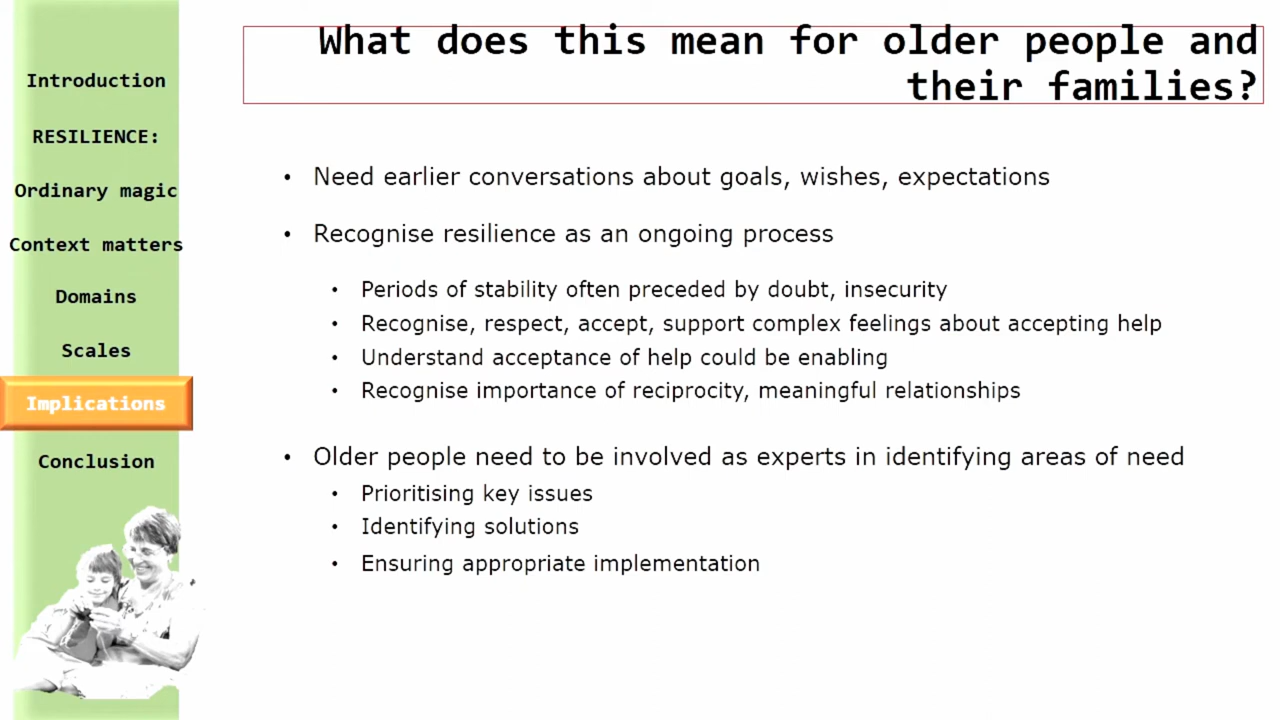 What does this mean for older people and
their families?
Introduction
RESILIENCE:
Ordinary magic
Context matters
Domains
Scales
Implications
Conclusion
• Need earlier conversations about goals, wishes, expectations
• Recognise resilience as an ongoing process
• Periods of stability often preceded by doubt, insecurity
• Recognise, respect, accept, support complex feelings about accepting help
• Understand acceptance of help could be enabling
• Recognise importance of reciprocity, meaningful relationships
• Older people need to be involved as experts in identifying areas of need
• Prioritising key issues
• Identifying solutions
• Ensuring appropriate implementation